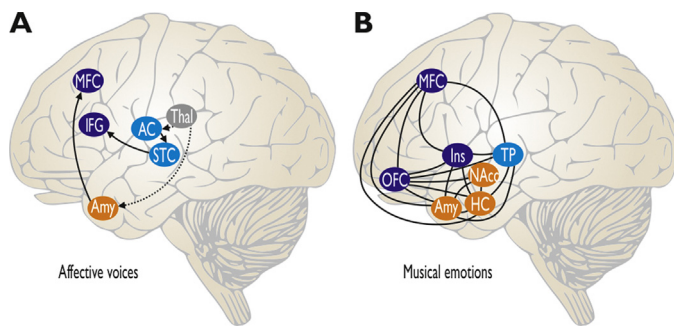 A
MFC
IFG
AC
Thal
STC
Amy
Affective voices
B
MFC
Ins
TP
OFC
NAcc
Amy
HC
Musical emotions